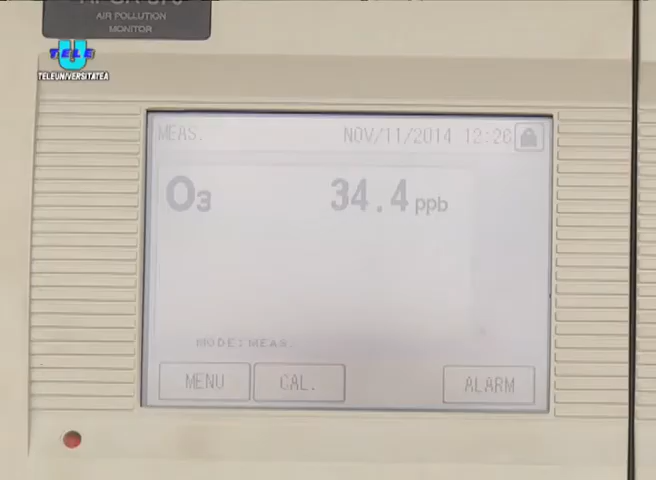 AIR POLLUTION
MONITOR
TELE
U
TELEUNIVERSITATEA
MEAS. NOV/11/2014 12:26
O3 34.4 ppb
MODE:MEAS.
MENU CAL. ALARM